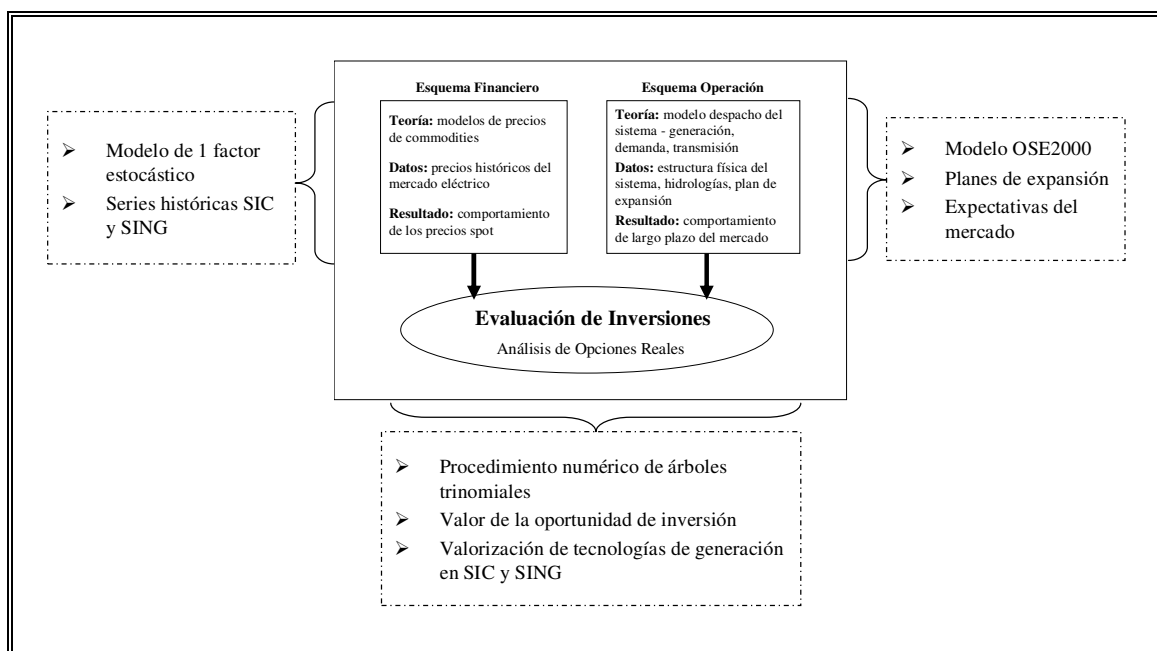 Esquema Financiero
Teoría: modelos de precios
de commodities
Datos: precios históricos del
mercado eléctrico
Resultado: comportamiento
de los precios spot
Esquema Operación
Teoría: modelo despacho del
sistema - generación,
demanda, transmisión
Datos: estructura física del
sistema, hidrologías, plan de
expansión
Resultado: comportamiento
de largo plazo del mercado
➢ Modelo de 1 factor
estocástico
➢ Series históricas SIC
y SING
➢ Modelo OSE2000
➢ Planes de expansión
➢ Expectativas del
mercado
Evaluación de Inversiones
Análisis de Opciones Reales
➢ Procedimiento numérico de árboles
trinomiales
➢ Valor de la oportunidad de inversión
➢ Valorización de tecnologías de generación
en SIC y SING